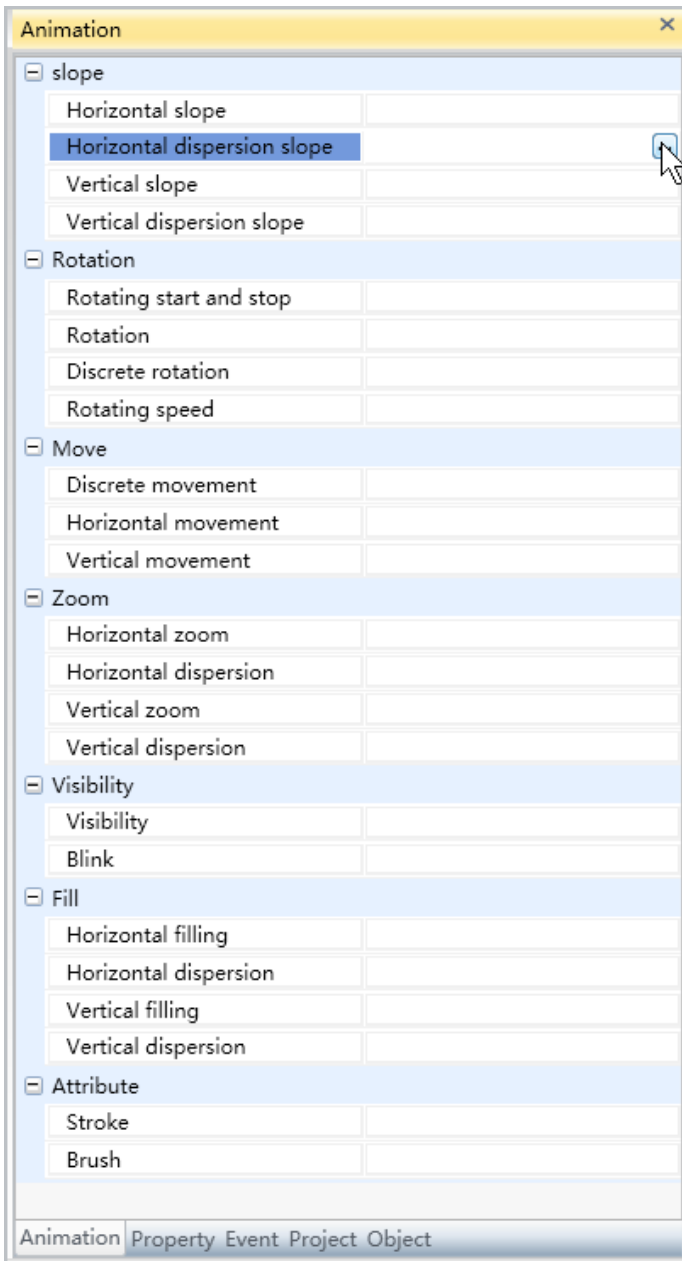 Animation
slope
Horizontal slope
Horizontal dispersion slope
Vertical slope
Vertical dispersion slope
Rotation
Rotating start and stop
Rotation
Discrete rotation
Rotating speed
Move
Discrete movement
Horizontal movement
Vertical movement
Zoom
Horizontal zoom
Horizontal dispersion
Vertical zoom
Vertical dispersion
Visibility
Visibility
Blink
Fill
Horizontal filling
Horizontal dispersion
Vertical filling
Vertical dispersion
Attribute
Stroke
Brush
Animation Property Event Project Object